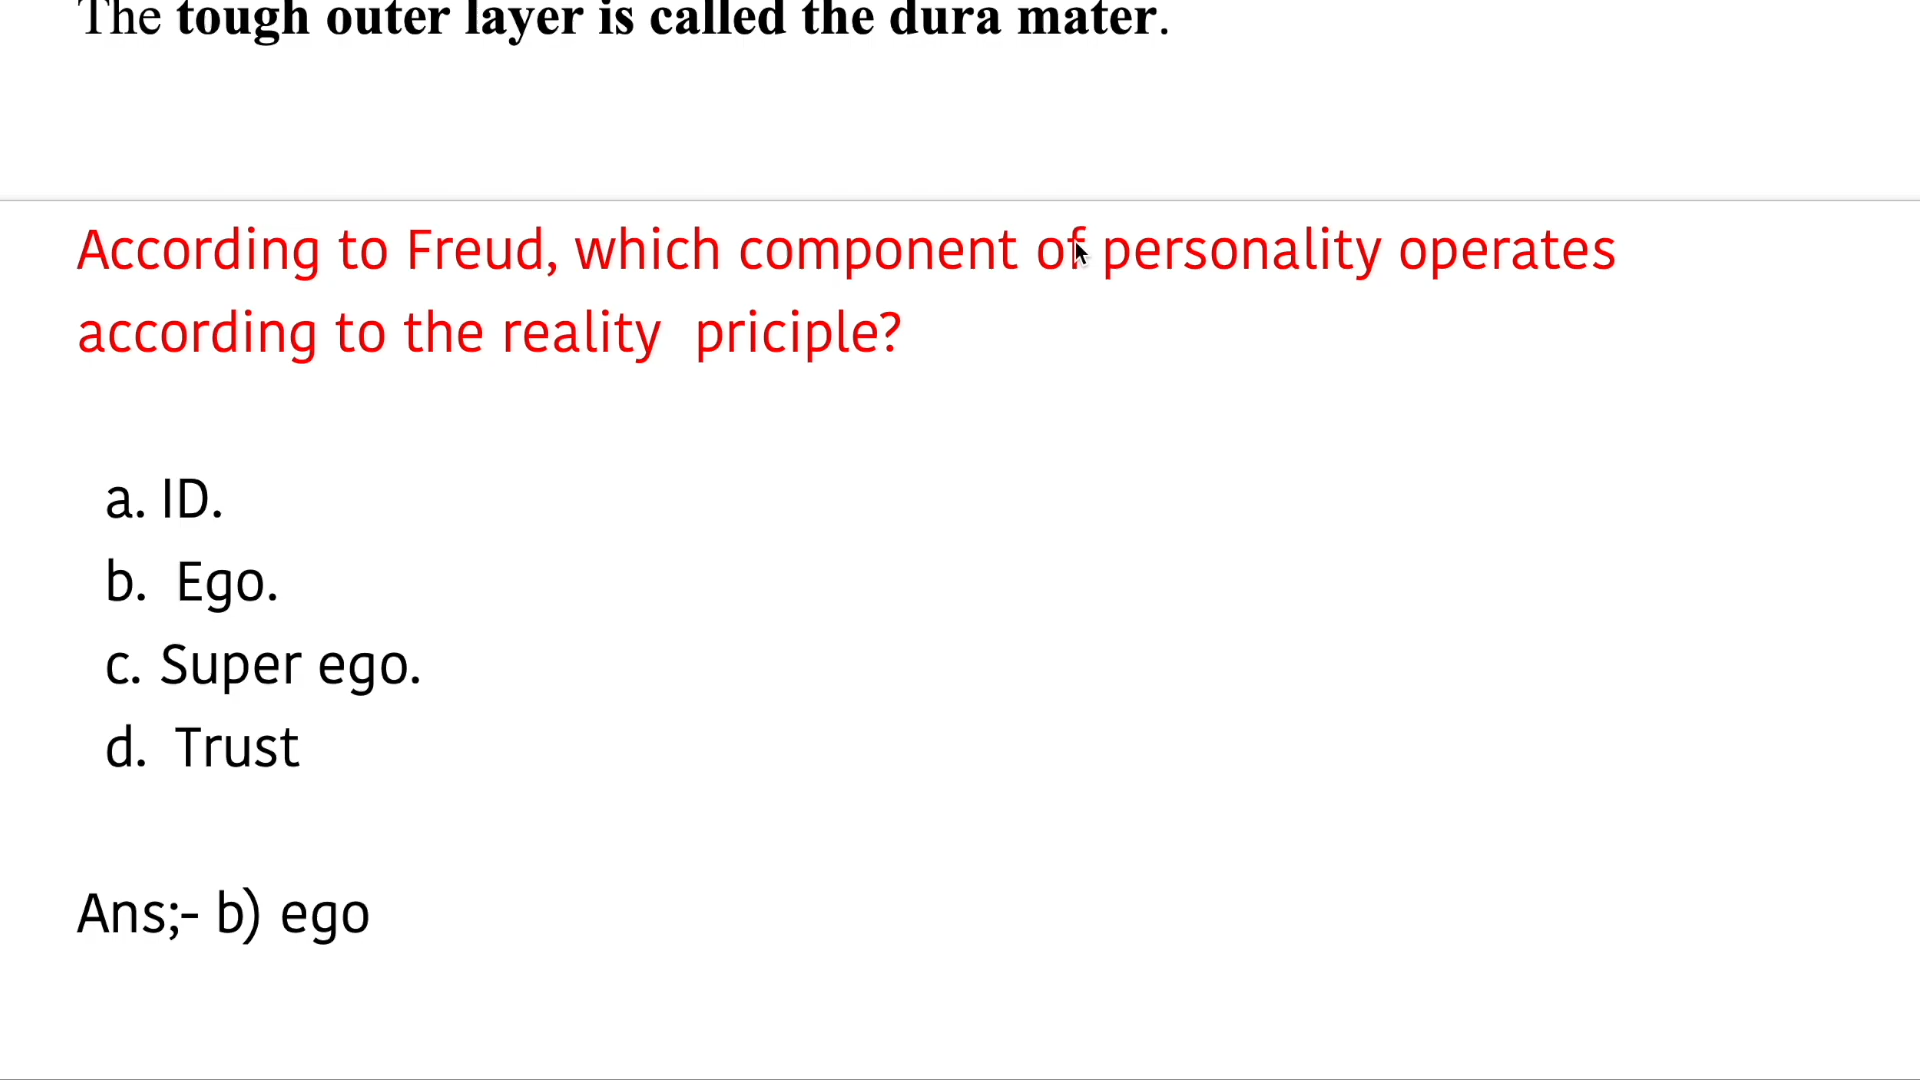 The tough outer layer is called the dura mater.
According to Freud, which component of personality operates
according to the reality  priciple?
a. ID.
b.  Ego.
c. Super ego.
d.  Trust
Ans;- b) ego